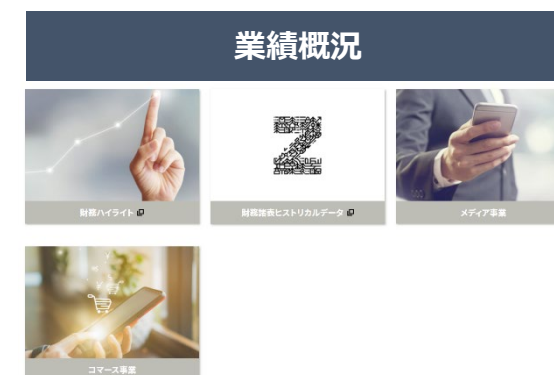 業績概況
財務ハイライト
財務諸表ヒストリカルデータ
メディア事業
コマース事業